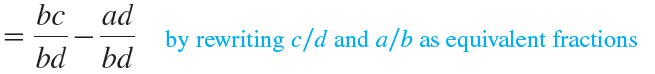 = bc/bd − ad/bd by rewriting c/d and a/b as equivalent fractions